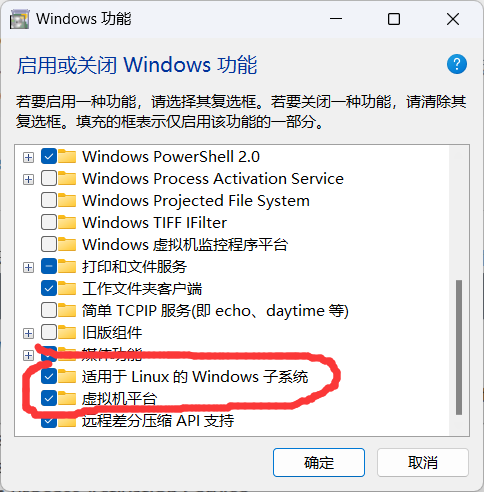 Windows 功能
启用或关闭 Windows 功能
若要启用一种功能，请选择其复选框。若要关闭一种功能，请清除其
复选框。填充的框表示仅启用该功能的一部分。
Windows PowerShell 2.0
Windows Process Activation Service
Windows Projected File System
Windows TIFF IFilter
Windows 虚拟机监控程序平台
打印和文件服务
工作文件夹客户端
简单 TCPIP 服务(即 echo、daytime 等)
旧版组件
媒体功能
适用于 Linux 的 Windows 子系统
虚拟机平台
远程差分压缩 API 支持
确定
取消